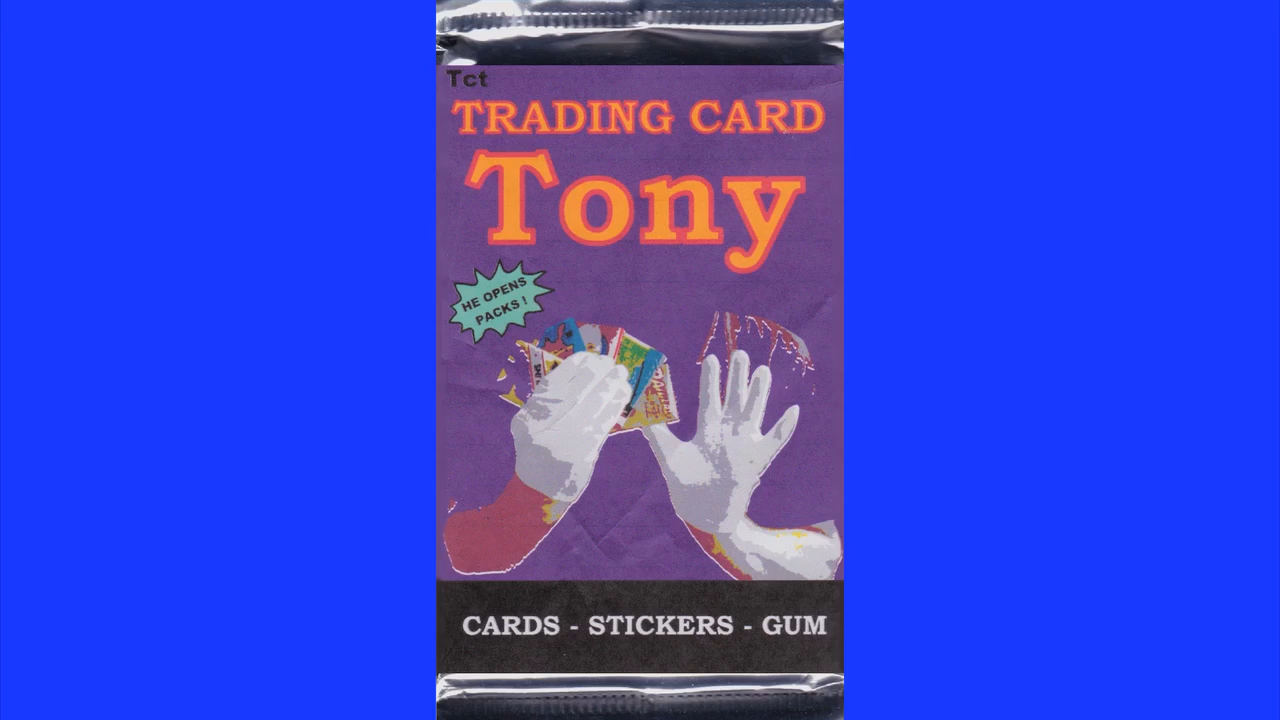 Tct
TRADING CARD
Tony
HE OPENS
PACKS!
CARDS - STICKERS - GUM